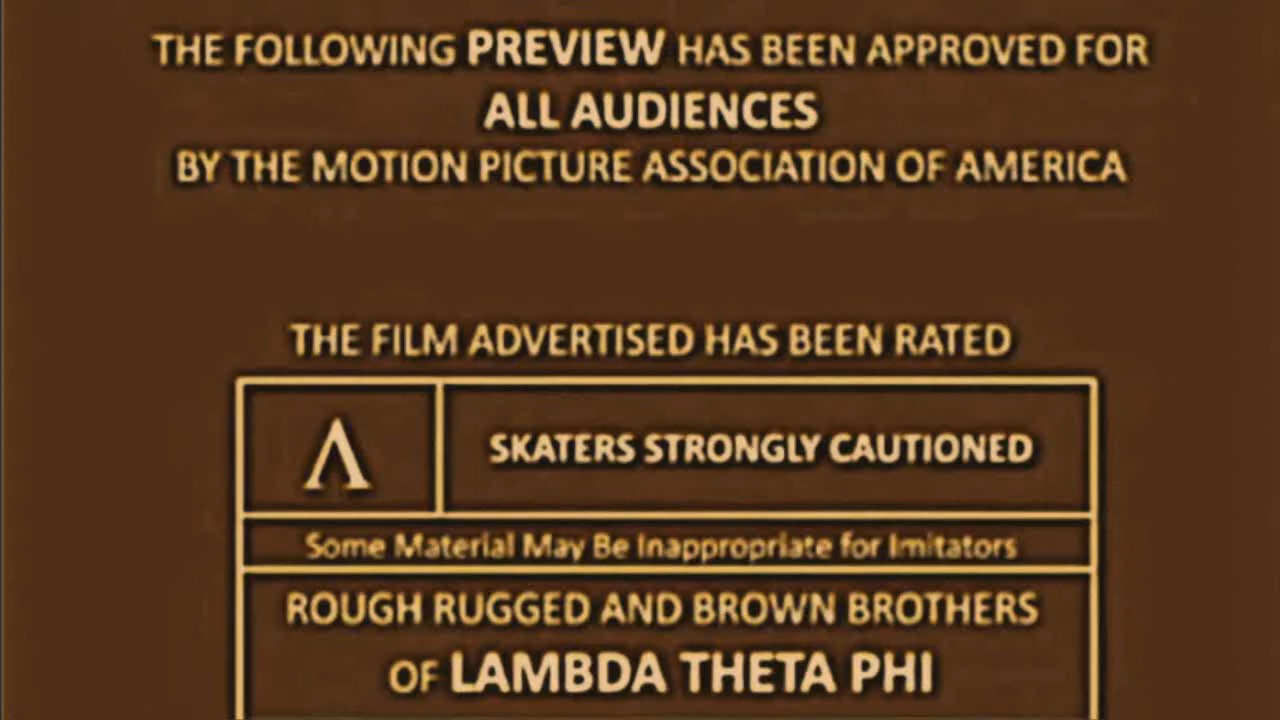 THE FOLLOWING PREVIEW HAS BEEN APPROVED FOR
ALL AUDIENCES
BY THE MOTION PICTURE ASSOCIATION OF AMERICA
THE FILM ADVERTISED HAS BEEN RATED
Λ
SKATERS STRONGLY CAUTIONED
Some Material May Be Inappropriate for Imitators
ROUGH RUGGED AND BROWN BROTHERS
OF LAMBDA THETA PHI